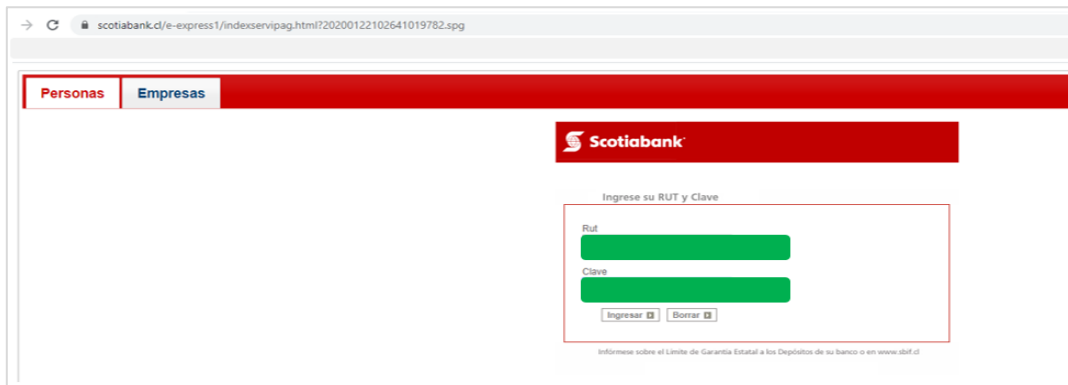 scotiabank.cl/e-express1/indexservipag.html?20200122102641019782.spg
Personas Empresas
Scotiabank
Ingrese su RUT y Clave
Rut
Clave
Ingresar Borrar
Infórmese sobre el Límite de Garantía Estatal a los Depósitos de su banco o en www.sbif.cl